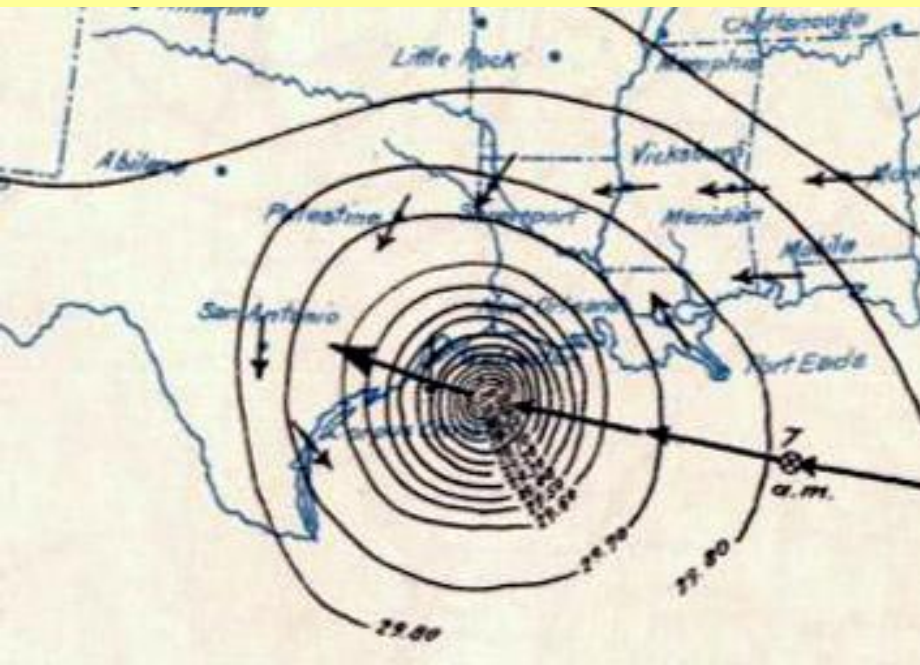 Chattanooga
Little Rock
Memphis
Abilene
Vicksburg
Palestine
Shreveport
Meridian
Mobile
San Antonio
New Orleans
Port Eads
7
a.m.
29.70
29.80
29.80